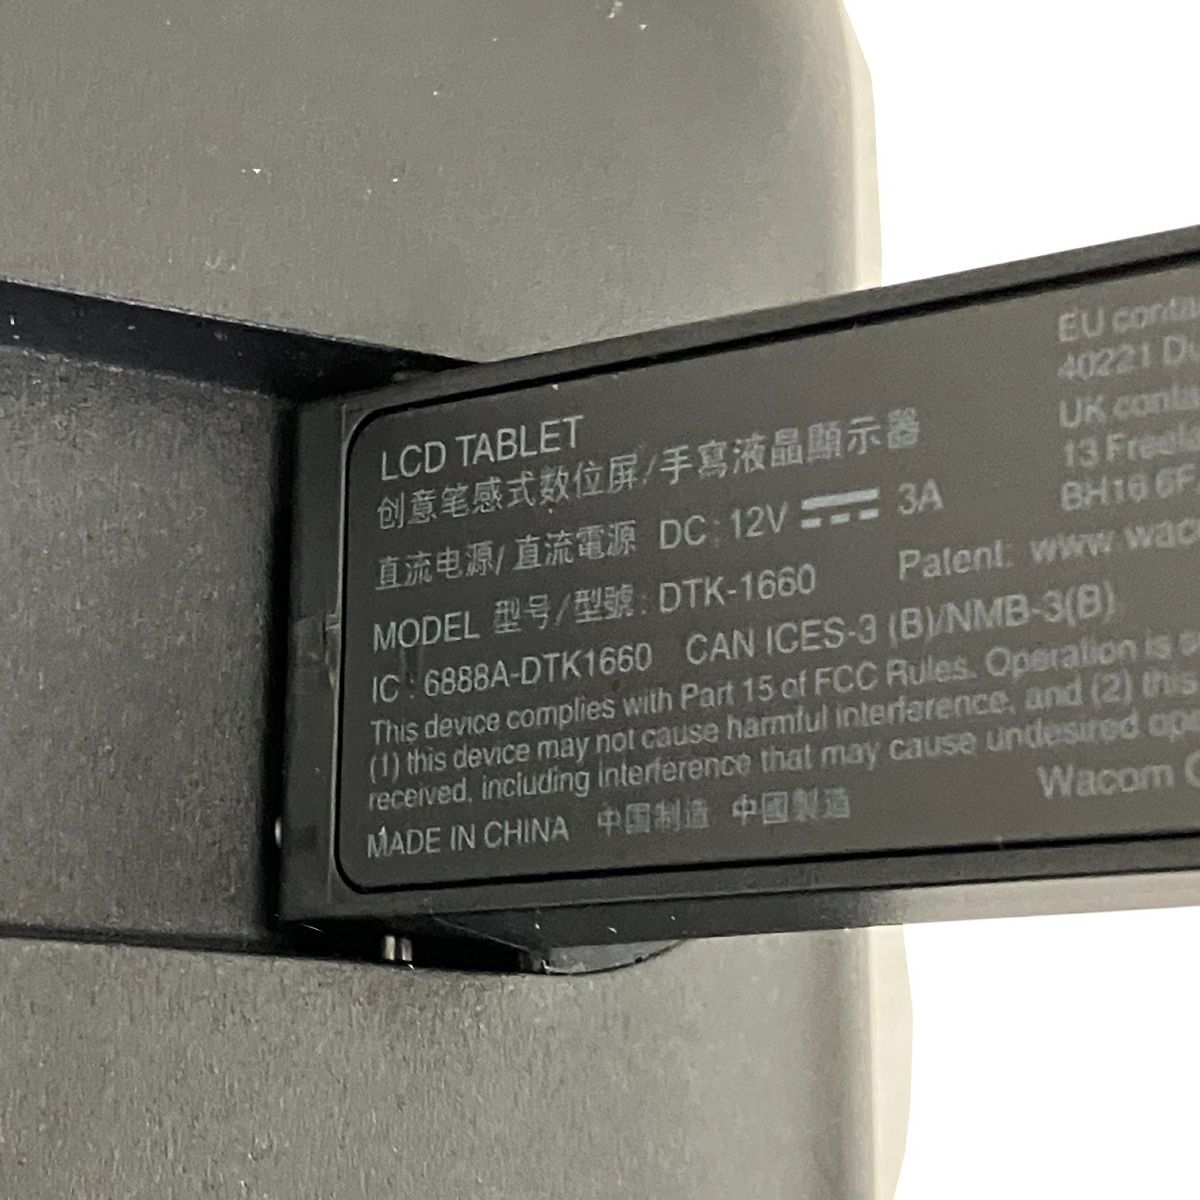 LCD TABLET
创意笔感式数位屏/手寫液晶顯示器
直流电源/直流電源 DC: 12V 3A
MODEL 型号/型號: DTK-1660
IC: 6888A-DTK1660 CAN ICES-3 (B)/NMB-3(B)
This device complies with Part 15 of FCC Rules. Operation is
(1) this device may not cause harmful interference, and (2) this
received, including interference that may cause undesired
MADE IN CHINA 中国制造 中國製造
EU
40221
UK
13
BH16 6F
Patent: www
Wacom